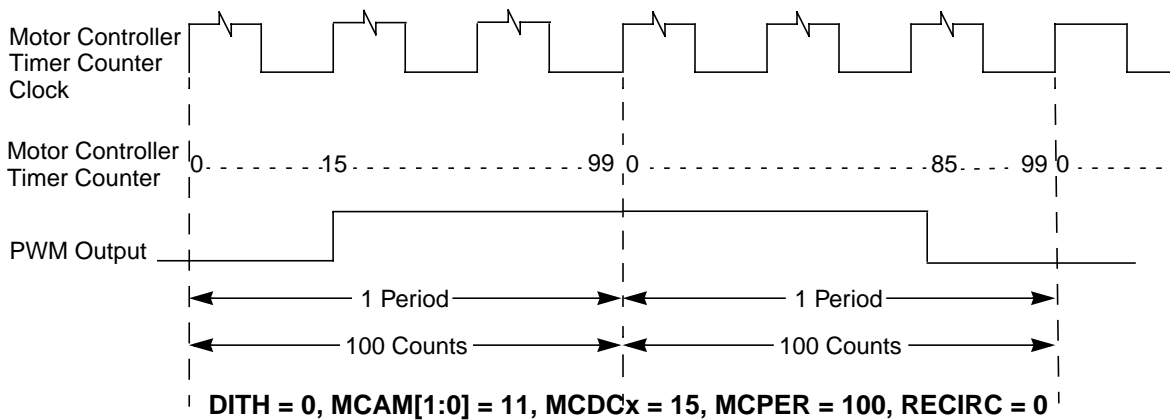 Motor Controller
Timer Counter
Clock
Motor Controller
Timer Counter
0 15 99 0 85 99 0
PWM Output
1 Period 1 Period
100 Counts 100 Counts
DITH = 0, MCAM[1:0] = 11, MCDCx = 15, MCPER = 100, RECIRC = 0